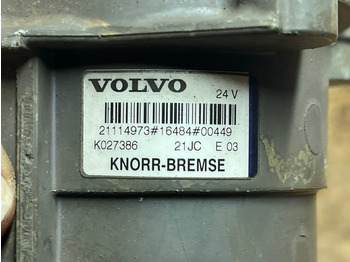 VOLVO 24 V
21114973#16484#00449
K027386 21JC E 03
KNORR-BREMSE